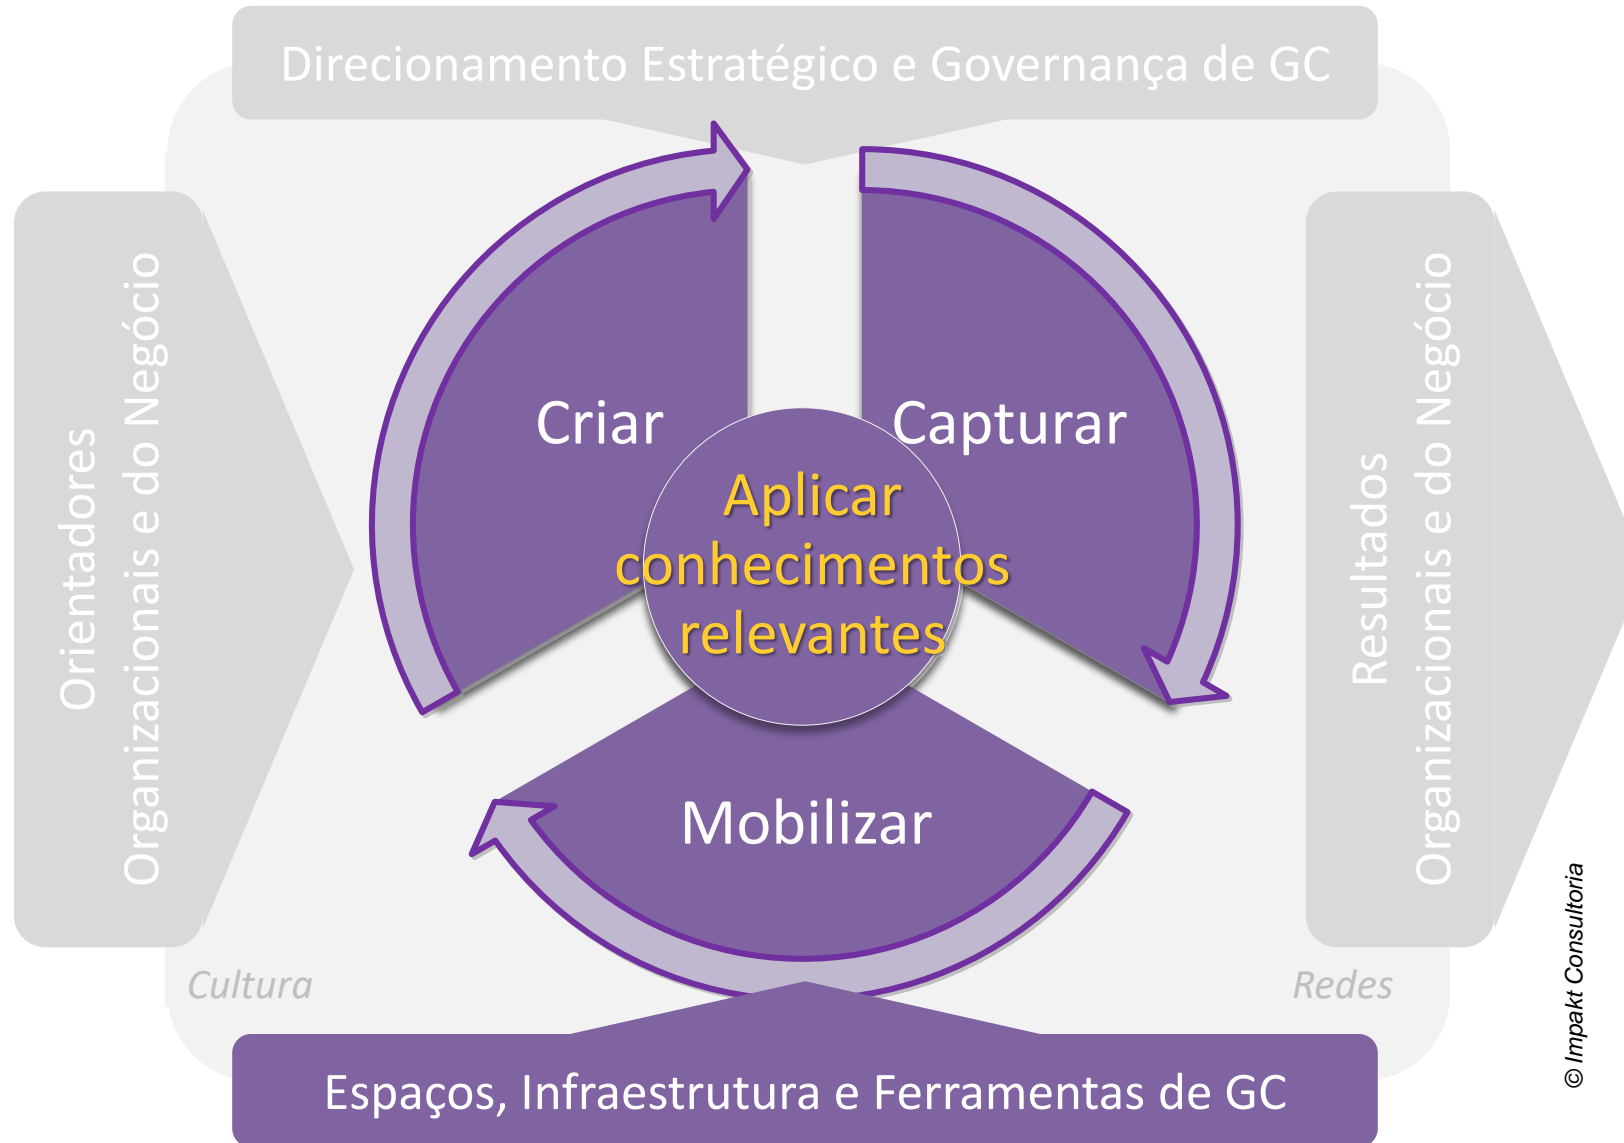 Direcionamento Estratégico e Governança de GC
Orientadores
Organizacionais e do Negócio
Criar
Capturar
Aplicar
conhecimentos
relevantes
Mobilizar
Resultados
Organizacionais e do Negócio
Cultura
Redes
© Impakt Consultoria
Espaços, Infraestrutura e Ferramentas de GC